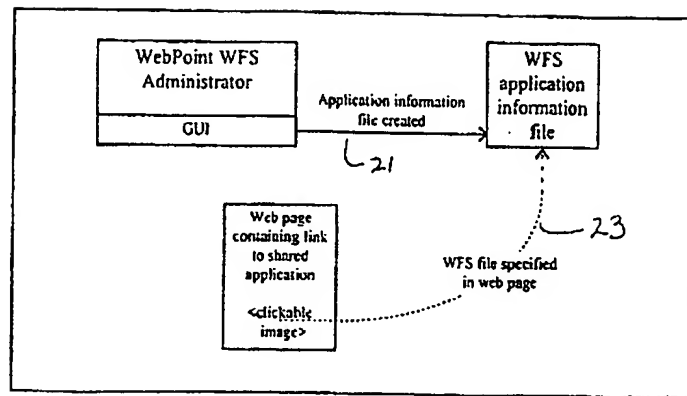 WebPoint WFS
Administrator
GUI
Application information
file created
21
WFS
application
information
file
Web page
containing link
to shared
application
<clickable
image>
23
WFS file specified
in web page